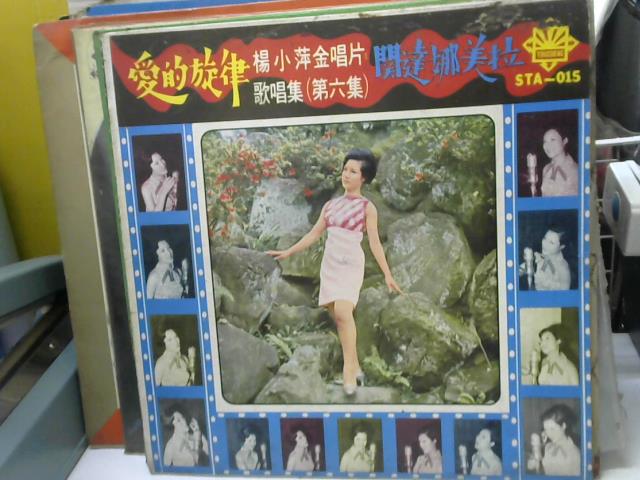 愛的旋律
楊小萍金唱片
歌唱集(第六集)
關達娜美拉
STA-015